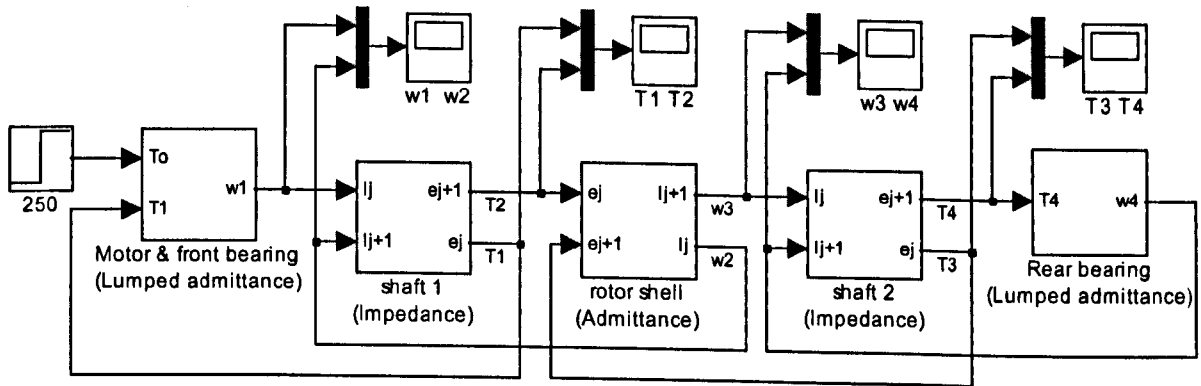 w1 w2
T1 T2
w3 w4
T3 T4
250
To
T1
w1
Motor & front bearing
(Lumped admittance)
Ij
Ij+1
ej+1
ej
T2
T1
shaft 1
(Impedance)
ej
ej+1
Ij+1
Ij
w3
w2
rotor shell
(Admittance)
Ij
Ij+1
ej+1
ej
T4
T3
shaft 2
(Impedance)
T4
w4
Rear bearing
(Lumped admittance)